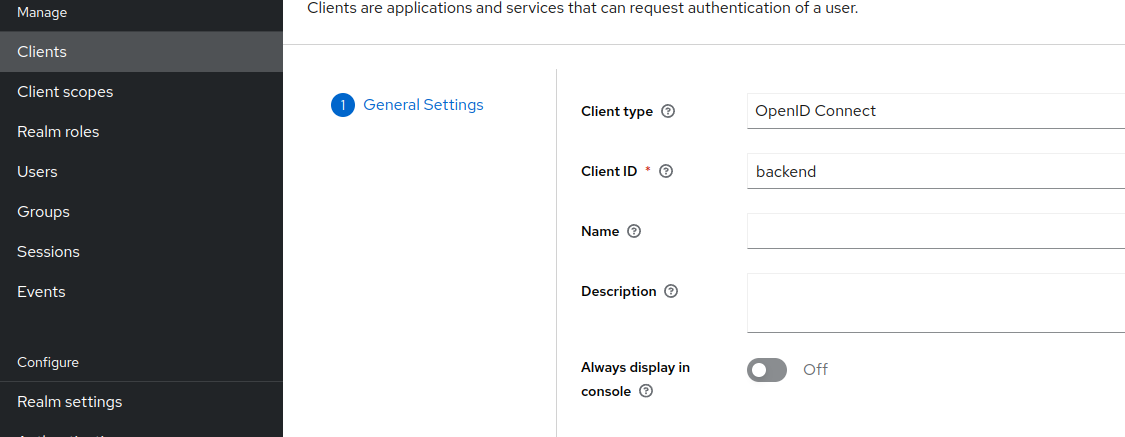 Manage
Clients are applications and services that can request authentication of a user.
Clients
Client scopes
Realm roles
Users
Groups
Sessions
Events
Configure
Realm settings
1 General Settings
Client type
OpenID Connect
Client ID *
backend
Name
Description
Always display in
console
Off